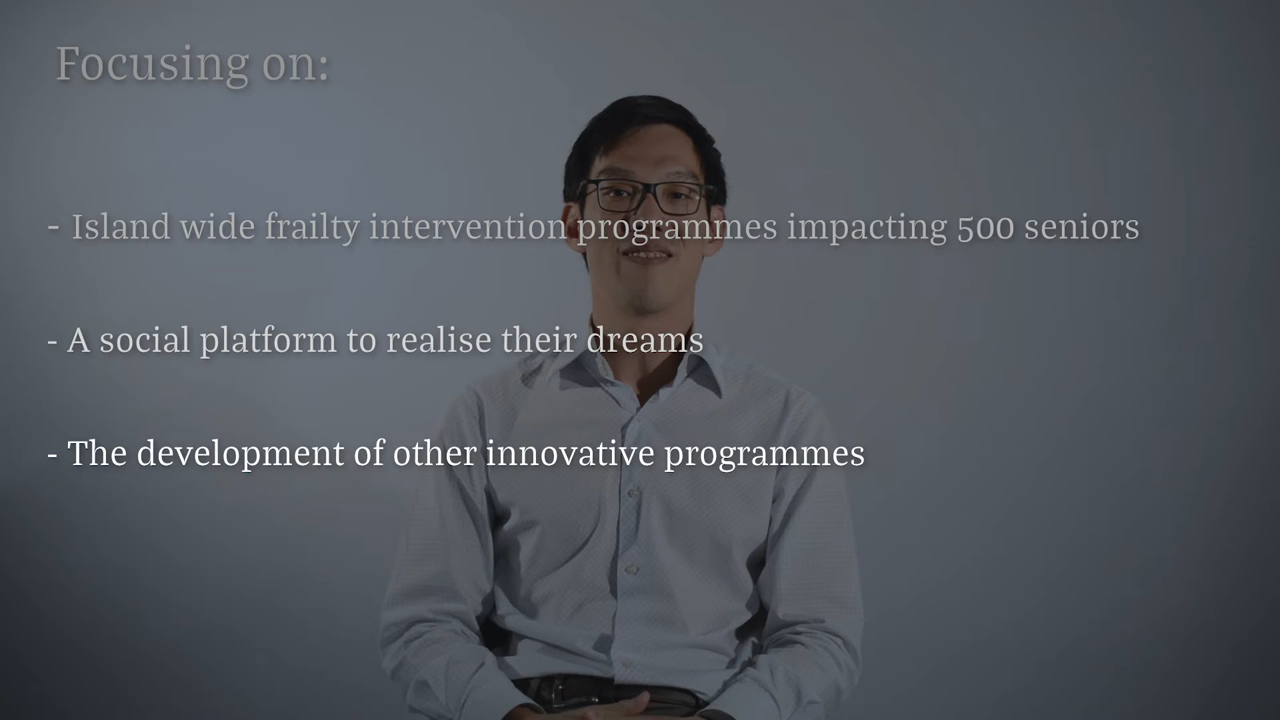 Focusing on:
- Island wide frailty intervention programmes impacting 500 seniors
- A social platform to realise their dreams
- The development of other innovative programmes